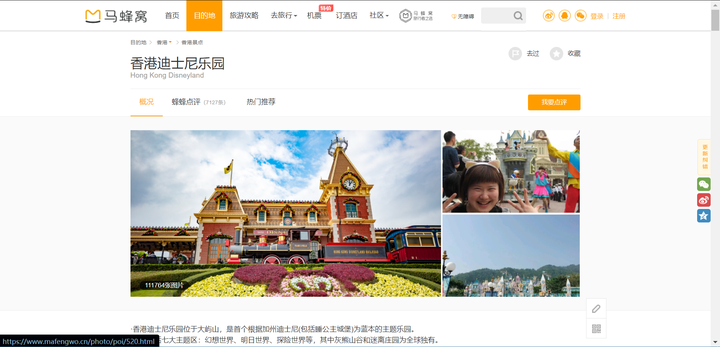 马蜂窝
首页
目的地
旅游攻略
去旅行
机票
特价
订酒店
社区
马蜂窝
无障碍
登录 | 注册
目的地 > 香港 > 香港景点
香港迪士尼乐园
Hong Kong Disneyland
去过
收藏
概况
蜂蜂点评 (7127条)
热门推荐
我要点评
111764张图片
·香港迪士尼乐园位于大屿山，是首个根据加州迪士尼(包括睡公主城堡)为蓝本的主题乐园。
七大主题区：幻想世界、明日世界、探险世界等，其中灰熊山谷和迷离庄园为全球独有。
https://www.mafengwo.cn/photo/poi/520.html